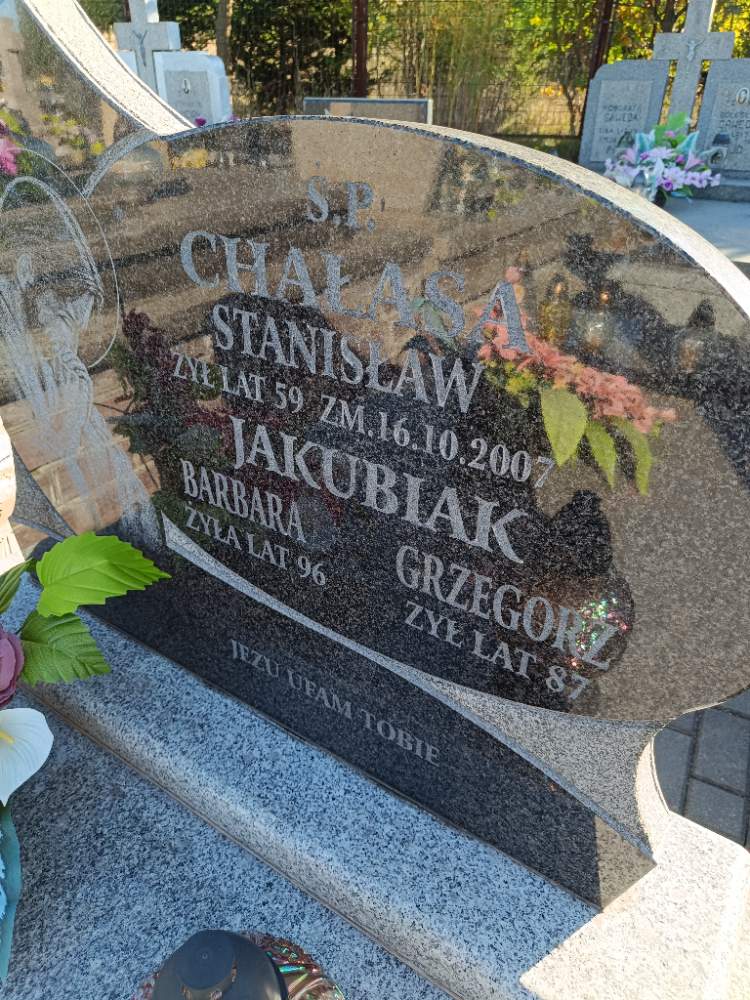 Ś.P.
CHAŁASA
STANISŁAW
ŻYŁ LAT 59 ZM.16.10.2007
JAKUBIAK
BARBARA
ŻYŁA LAT 96
GRZEGORZ
ŻYŁ LAT 87
JEZU UFAM TOBIE